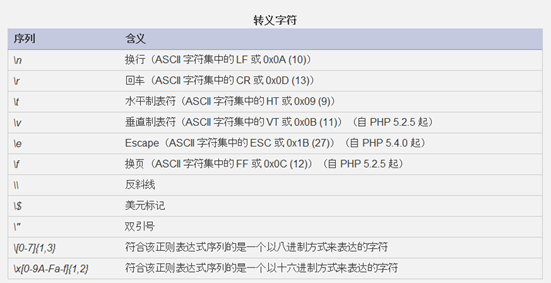 转义字符
序列 含义
\n 换行（ASCII 字符集中的 LF 或 0x0A (10)）
\r 回车（ASCII 字符集中的 CR 或 0x0D (13)）
\t 水平制表符（ASCII 字符集中的 HT 或 0x09 (9)）
\v 垂直制表符（ASCII 字符集中的 VT 或 0x0B (11)）（自 PHP 5.2.5 起）
\e Escape（ASCII 字符集中的 ESC 或 0x1B (27)）（自 PHP 5.4.0 起）
\f 换页（ASCII 字符集中的 FF 或 0x0C (12)）（自 PHP 5.2.5 起）
\\ 反斜线
\$ 美元标记
\" 双引号
\[0-7]{1,3} 符合该正则表达式序列的是一个以八进制方式来表达的字符
\x[0-9A-Fa-f]{1,2} 符合该正则表达式序列的是一个以十六进制方式来表达的字符